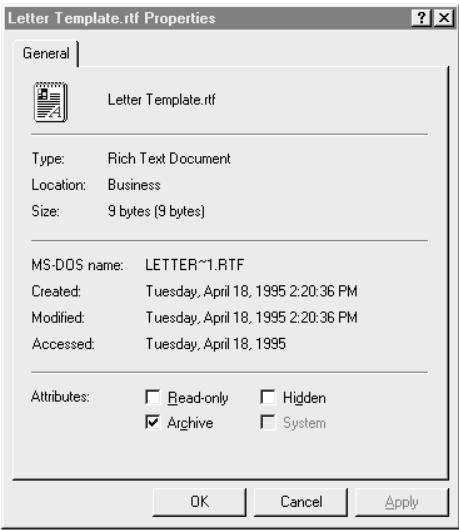 Letter Template.rtf Properties
General
Letter Template.rtf
Type: Rich Text Document
Location: Business
Size: 9 bytes (9 bytes)
MS-DOS name: LETTER~1.RTF
Created: Tuesday, April 18, 1995 2:20:36 PM
Modified: Tuesday, April 18, 1995 2:20:36 PM
Accessed: Tuesday, April 18, 1995
Attributes: Read-only Hidden
Archive System
OK Cancel Apply